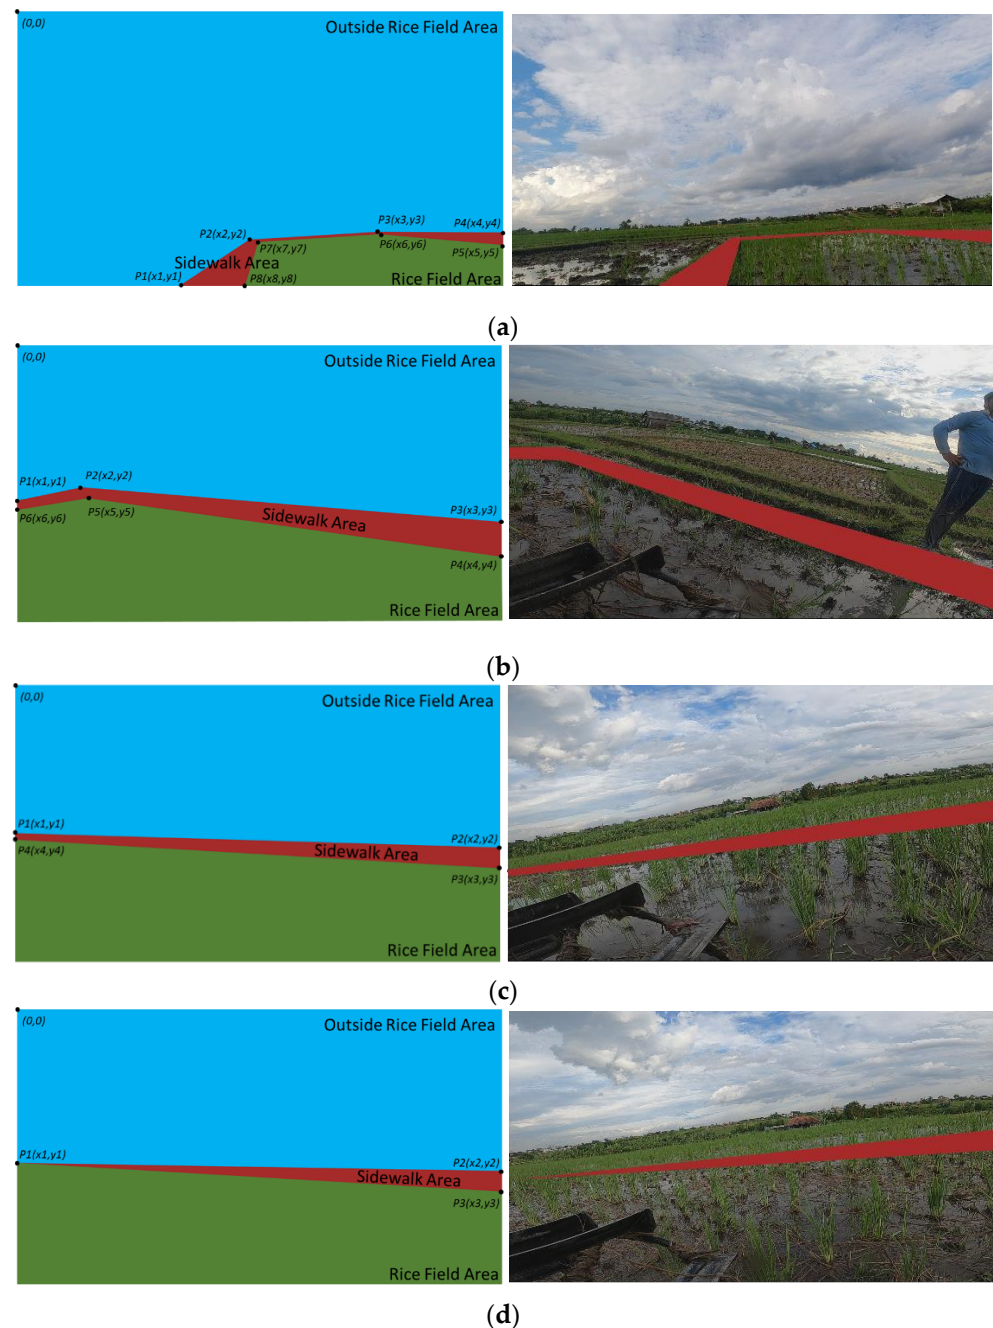 (0,0)
Outside Rice Field Area
P3(x3,y3)
P4(x4,y4)
P2(x2,y2)
P7(x7,y7)
P6(x6,y6)
P5(x5,y5)
Sidewalk Area
P1(x1,y1)
P8(x8,y8)
Rice Field Area
(a)
(0,0)
Outside Rice Field Area
P1(x1,y1)
P2(x2,y2)
P6(x6,y6)
P5(x5,y5)
Sidewalk Area
P3(x3,y3)
P4(x4,y4)
Rice Field Area
(b)
(0,0)
Outside Rice Field Area
P1(x1,y1)
P2(x2,y2)
P4(x4,y4)
Sidewalk Area
P3(x3,y3)
Rice Field Area
(c)
(0,0)
Outside Rice Field Area
P1(x1,y1)
P2(x2,y2)
Sidewalk Area
P3(x3,y3)
Rice Field Area
(d)